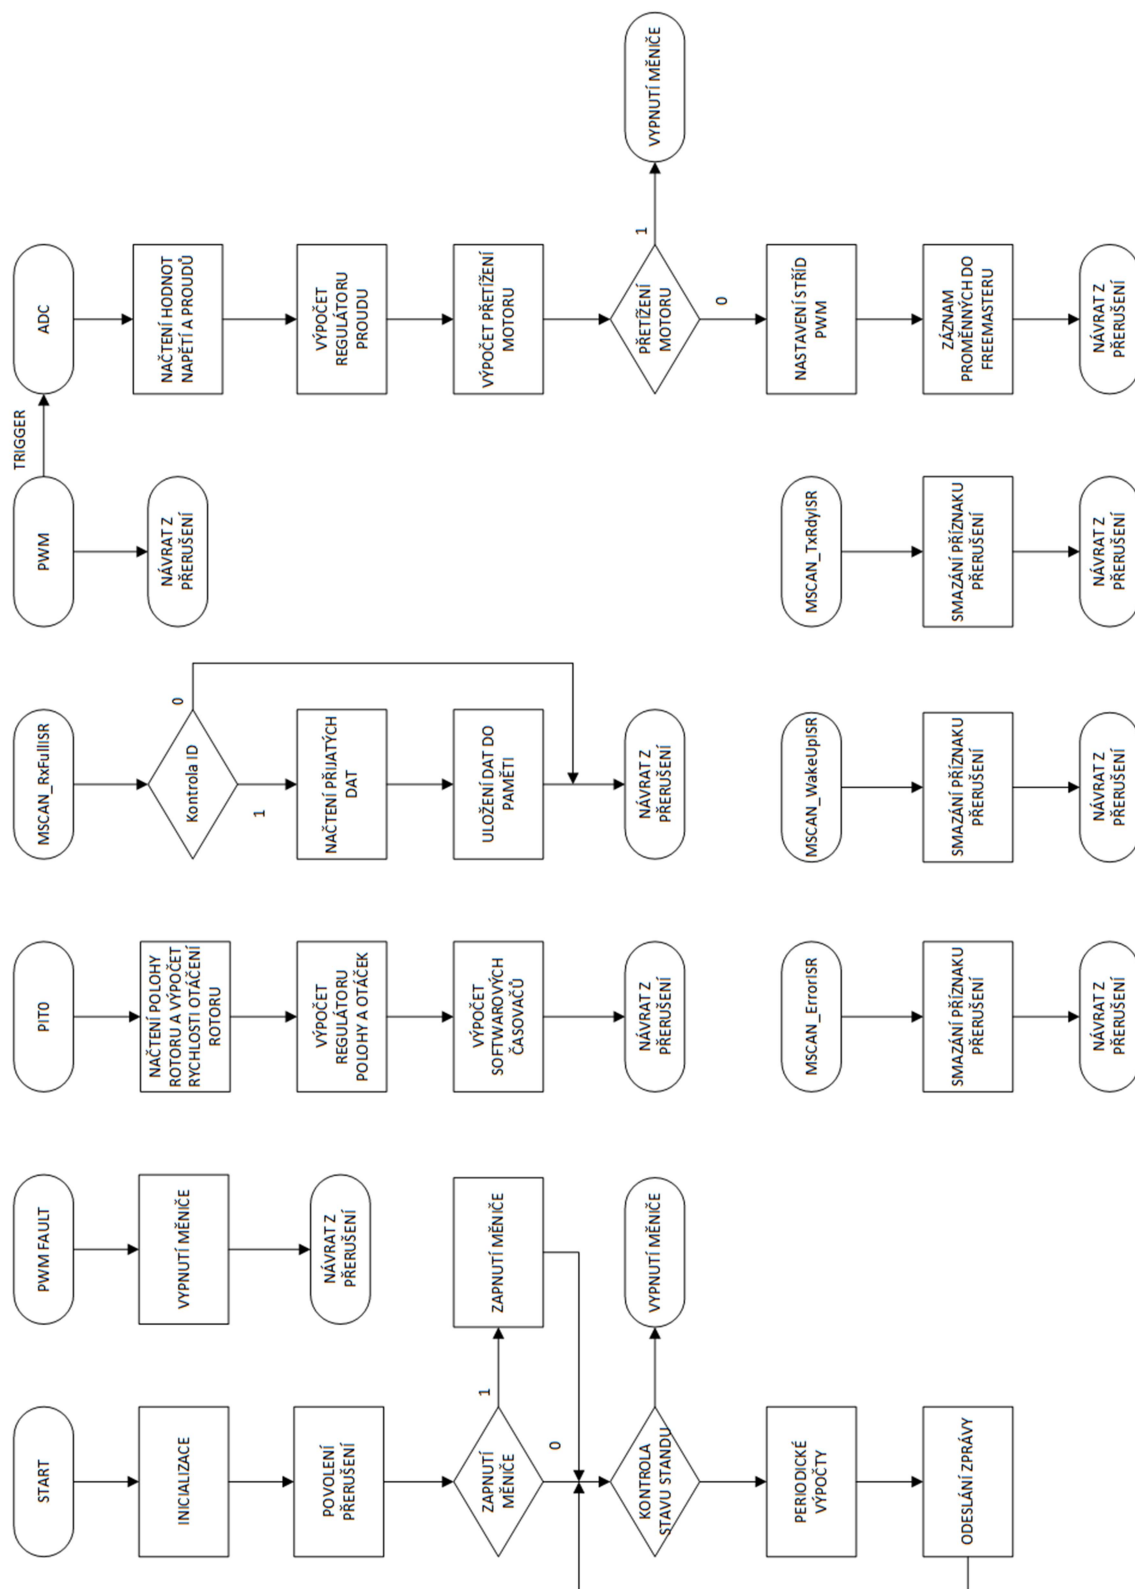 START
INICIALIZACE
POVOLENÍ
PŘERUŠENÍ
ZAPNUTÍ
MĚNIČE
1
0
ZAPNUTÍ MĚNIČE
KONTROLA
STAVU STANDU
VYPNUTÍ MĚNIČE
PERIODICKÉ
VÝPOČTY
ODESLÁNÍ ZPRÁVY
PWM FAULT
VYPNUTÍ MĚNIČE
NÁVRAT Z
PŘERUŠENÍ
PIT0
NAČTENÍ POLOHY
ROTORU A VÝPOČET
RYCHLOSTI OTÁČENÍ
ROTORU
VÝPOČET
REGULÁTORU
POLOHY A OTÁČEK
VÝPOČET
SOFTWAROVÝCH
ČASOVAČŮ
NÁVRAT Z
PŘERUŠENÍ
MSCAN_RxFullISR
Kontrola ID
0
1
NAČTENÍ PŘIJATÝCH
DAT
ULOŽENÍ DAT DO
PAMĚTI
NÁVRAT Z
PŘERUŠENÍ
PWM
TRIGGER
NÁVRAT Z
PŘERUŠENÍ
ADC
NAČTENÍ HODNOT
NAPĚTÍ A PROUDŮ
VÝPOČET
REGULÁTORU
PROUDU
VÝPOČET PŘETÍŽENÍ
MOTORU
PŘETÍŽENÍ
MOTORU
1
0
VYPNUTÍ MĚNIČE
NASTAVENÍ STŘÍD
PWM
ZÁZNAM
PROMĚNNÝCH DO
FREEMASTERU
NÁVRAT Z
PŘERUŠENÍ
MSCAN_ErrorISR
SMAZÁNÍ PŘÍZNAKU
PŘERUŠENÍ
NÁVRAT Z
PŘERUŠENÍ
MSCAN_WakeUpISR
SMAZÁNÍ PŘÍZNAKU
PŘERUŠENÍ
NÁVRAT Z
PŘERUŠENÍ
MSCAN_TxRdyISR
SMAZÁNÍ PŘÍZNAKU
PŘERUŠENÍ
NÁVRAT Z
PŘERUŠENÍ